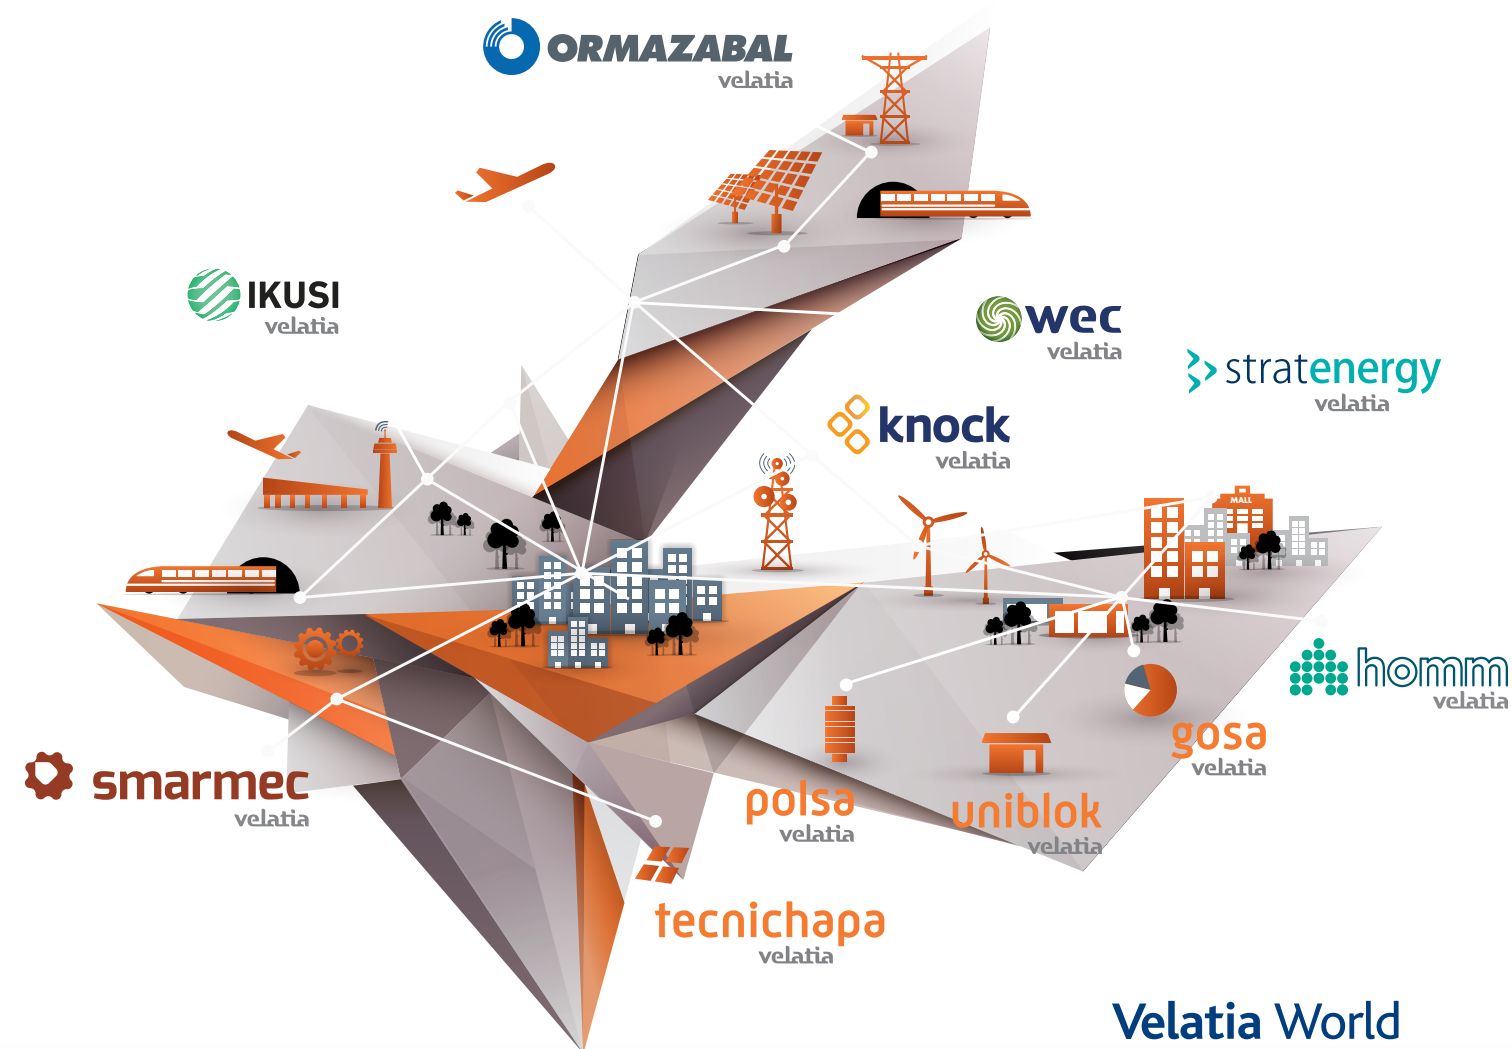 ORMAZABAL
velatia
IKUSI
velatia
wec
velatia
stratenergy
velatia
knock
velatia
MALL
homm
velatia
gosa
velatia
smarmec
velatia
polsa
velatia
uniblok
velatia
tecnichapa
velatia
Velatia World